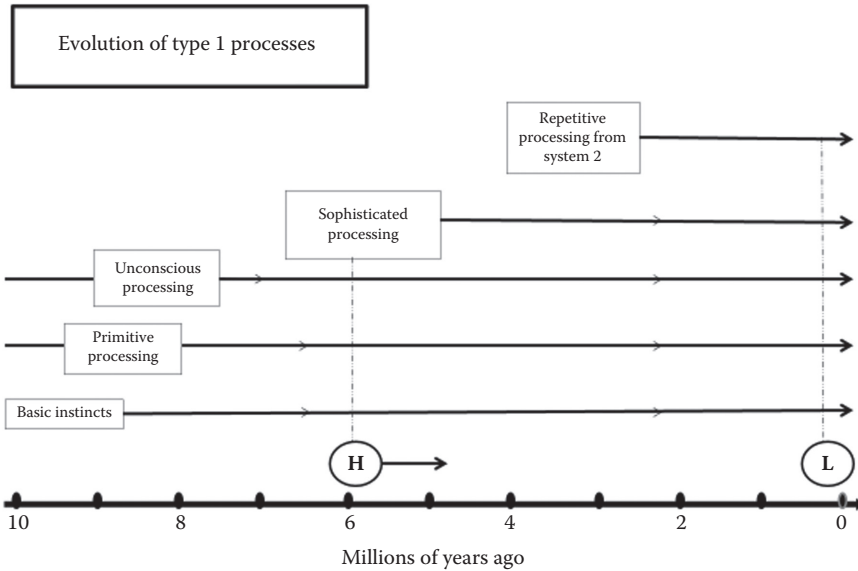 Evolution of type 1 processes
Repetitive
processing from
system 2
Sophisticated
processing
Unconscious
processing
Primitive
processing
Basic instincts
H
L
10 8 6 4 2 0
Millions of years ago